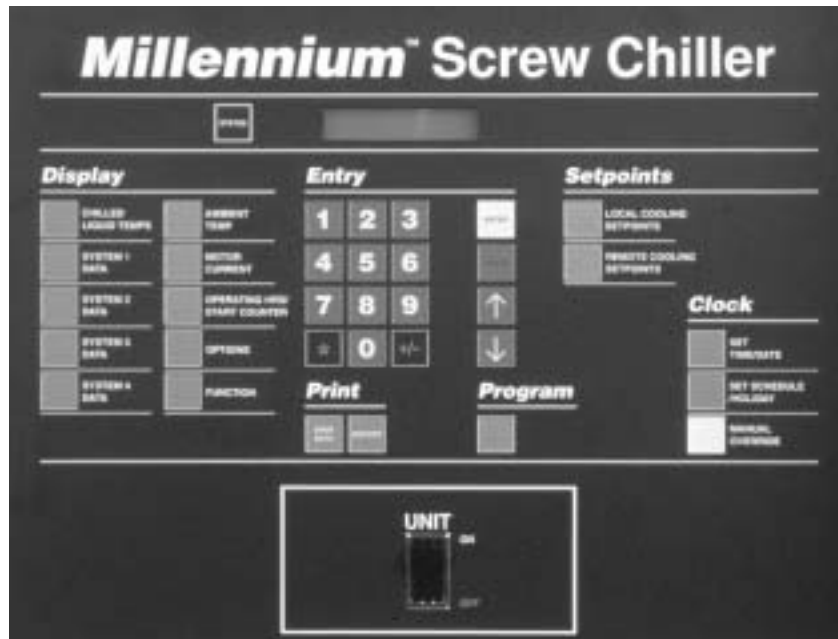 Millennium™ Screw Chiller
STATUS
Display
CHILLED
LIQUID TEMPS
AMBIENT
TEMP
SYSTEM 1
DATA
MOTOR
CURRENT
SYSTEM 2
DATA
OPERATING HRS/
START COUNTER
SYSTEM 3
DATA
OPTIONS
SYSTEM 4
DATA
FUNCTION
Entry
1 2 3
4 5 6
7 8 9
* 0 +/-
↑
↓
Setpoints
LOCAL COOLING
SETPOINTS
REMOTE COOLING
SETPOINTS
Clock
SET
TIME/DATE
SET SCHEDULE
/HOLIDAY
MANUAL
OVERRIDE
Print
Program
UNIT
ON
OFF